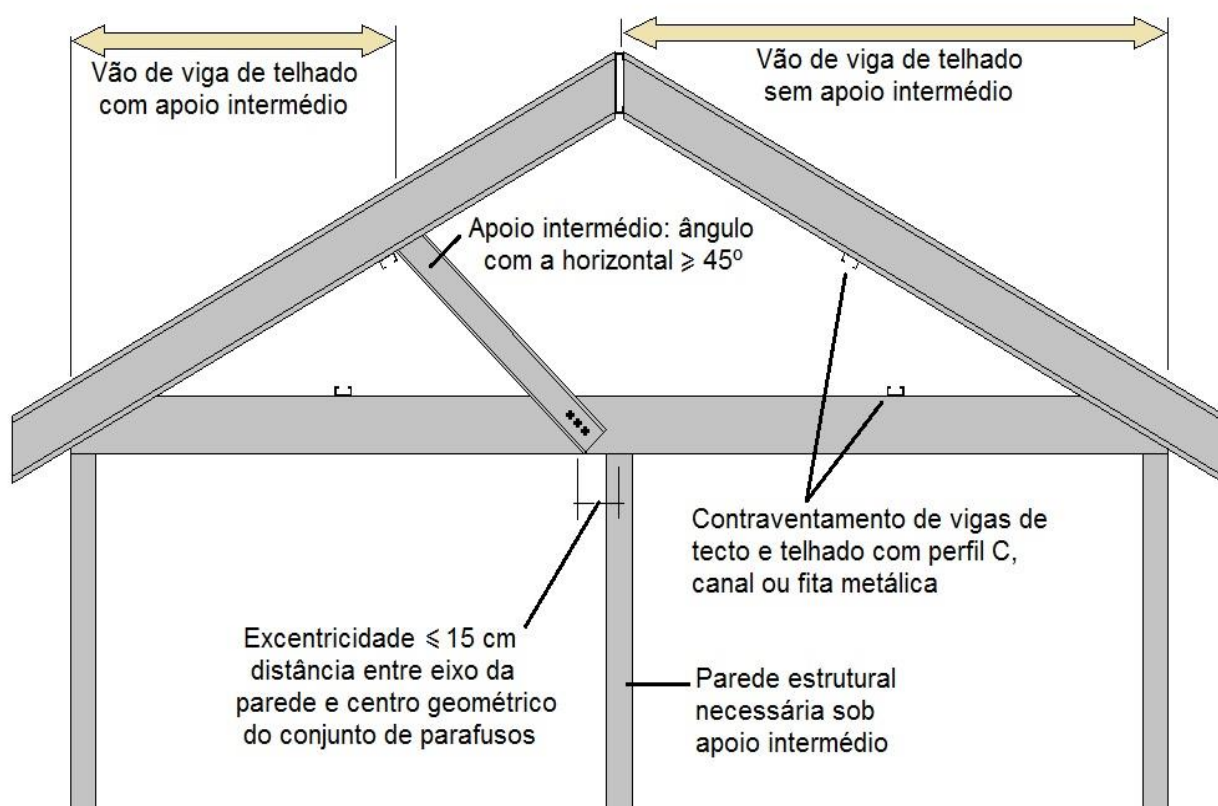 Vão de viga de telhado
com apoio intermédio
Vão de viga de telhado
sem apoio intermédio
Apoio intermédio: ângulo
com a horizontal ⩾ 45º
Contraventamento de vigas de
tecto e telhado com perfil C,
canal ou fita metálica
Excentricidade ⩽ 15 cm
distância entre eixo da
parede e centro geométrico
do conjunto de parafusos
Parede estrutural
necessária sob
apoio intermédio